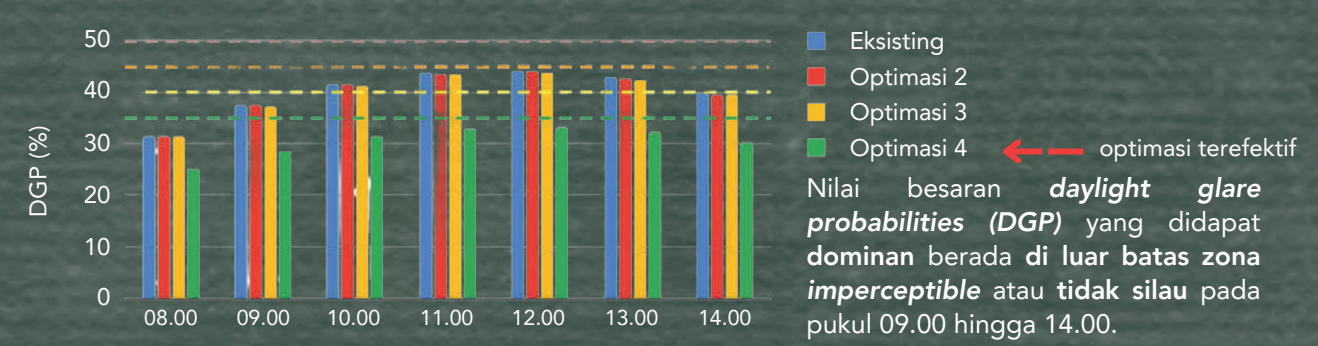 50
40
30
20
10
0
DGP (%)
08.00 09.00 10.00 11.00 12.00 13.00 14.00
Eksisting
Optimasi 2
Optimasi 3
Optimasi 4 optimasi terefektif
Nilai besaran daylight glare
probabilities (DGP) yang didapat
dominan berada di luar batas zona
imperceptible atau tidak silau pada
pukul 09.00 hingga 14.00.